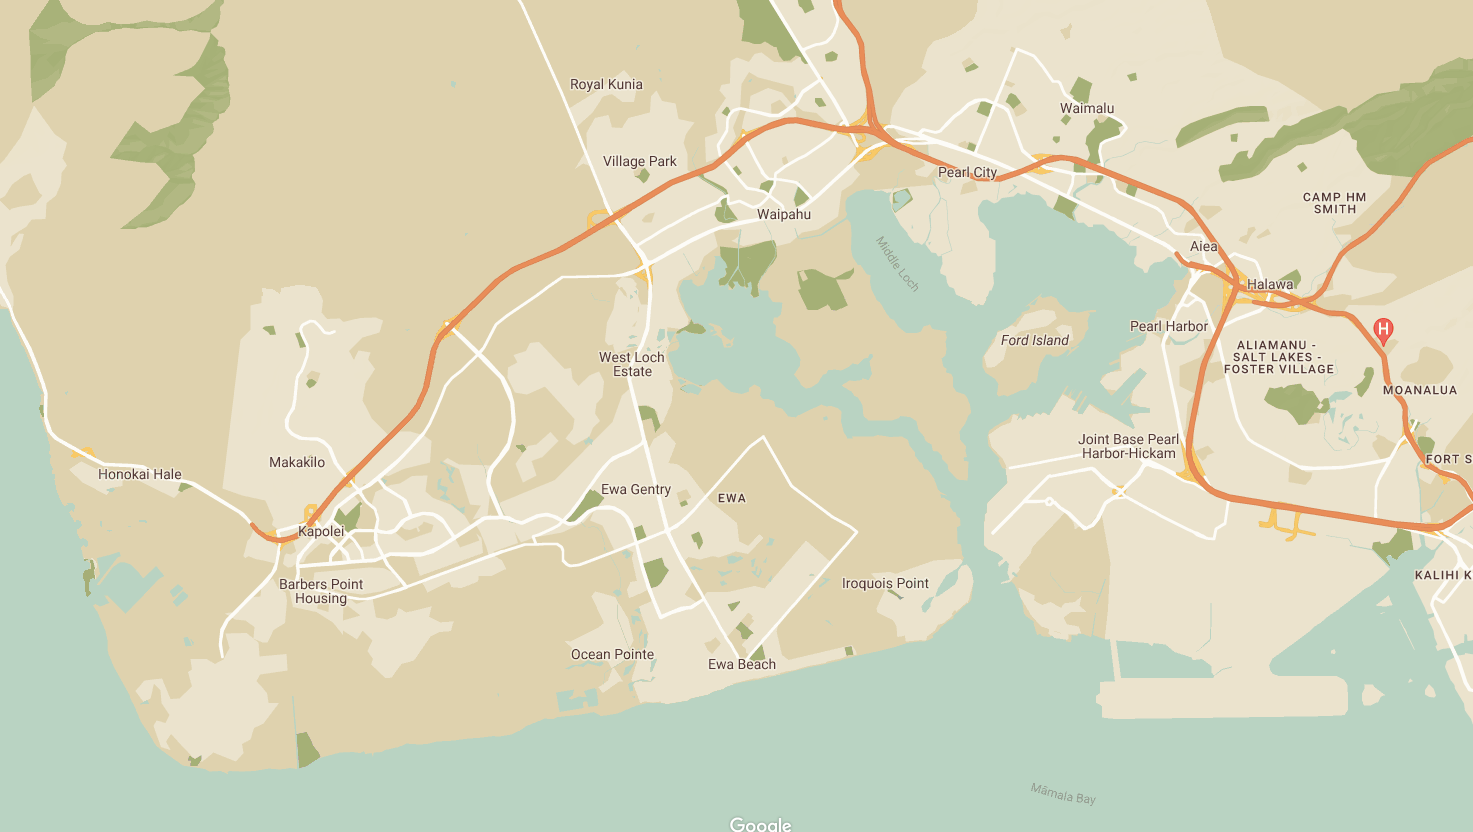 Royal Kunia
Waimalu
Village Park
Pearl City
CAMP HM
SMITH
Waipahu
Aiea
Middle Loch
Halawa
Pearl Harbor
H
Ford Island
ALIAMANU -
SALT LAKES -
FOSTER VILLAGE
West Loch
Estate
MOANALUA
Joint Base Pearl
Harbor-Hickam
FORT S
Makakilo
Honokai Hale
Ewa Gentry
EWA
Kapolei
KALIHI K
Barbers Point
Housing
Iroquois Point
Ocean Pointe
Ewa Beach
Māmala Bay
Google